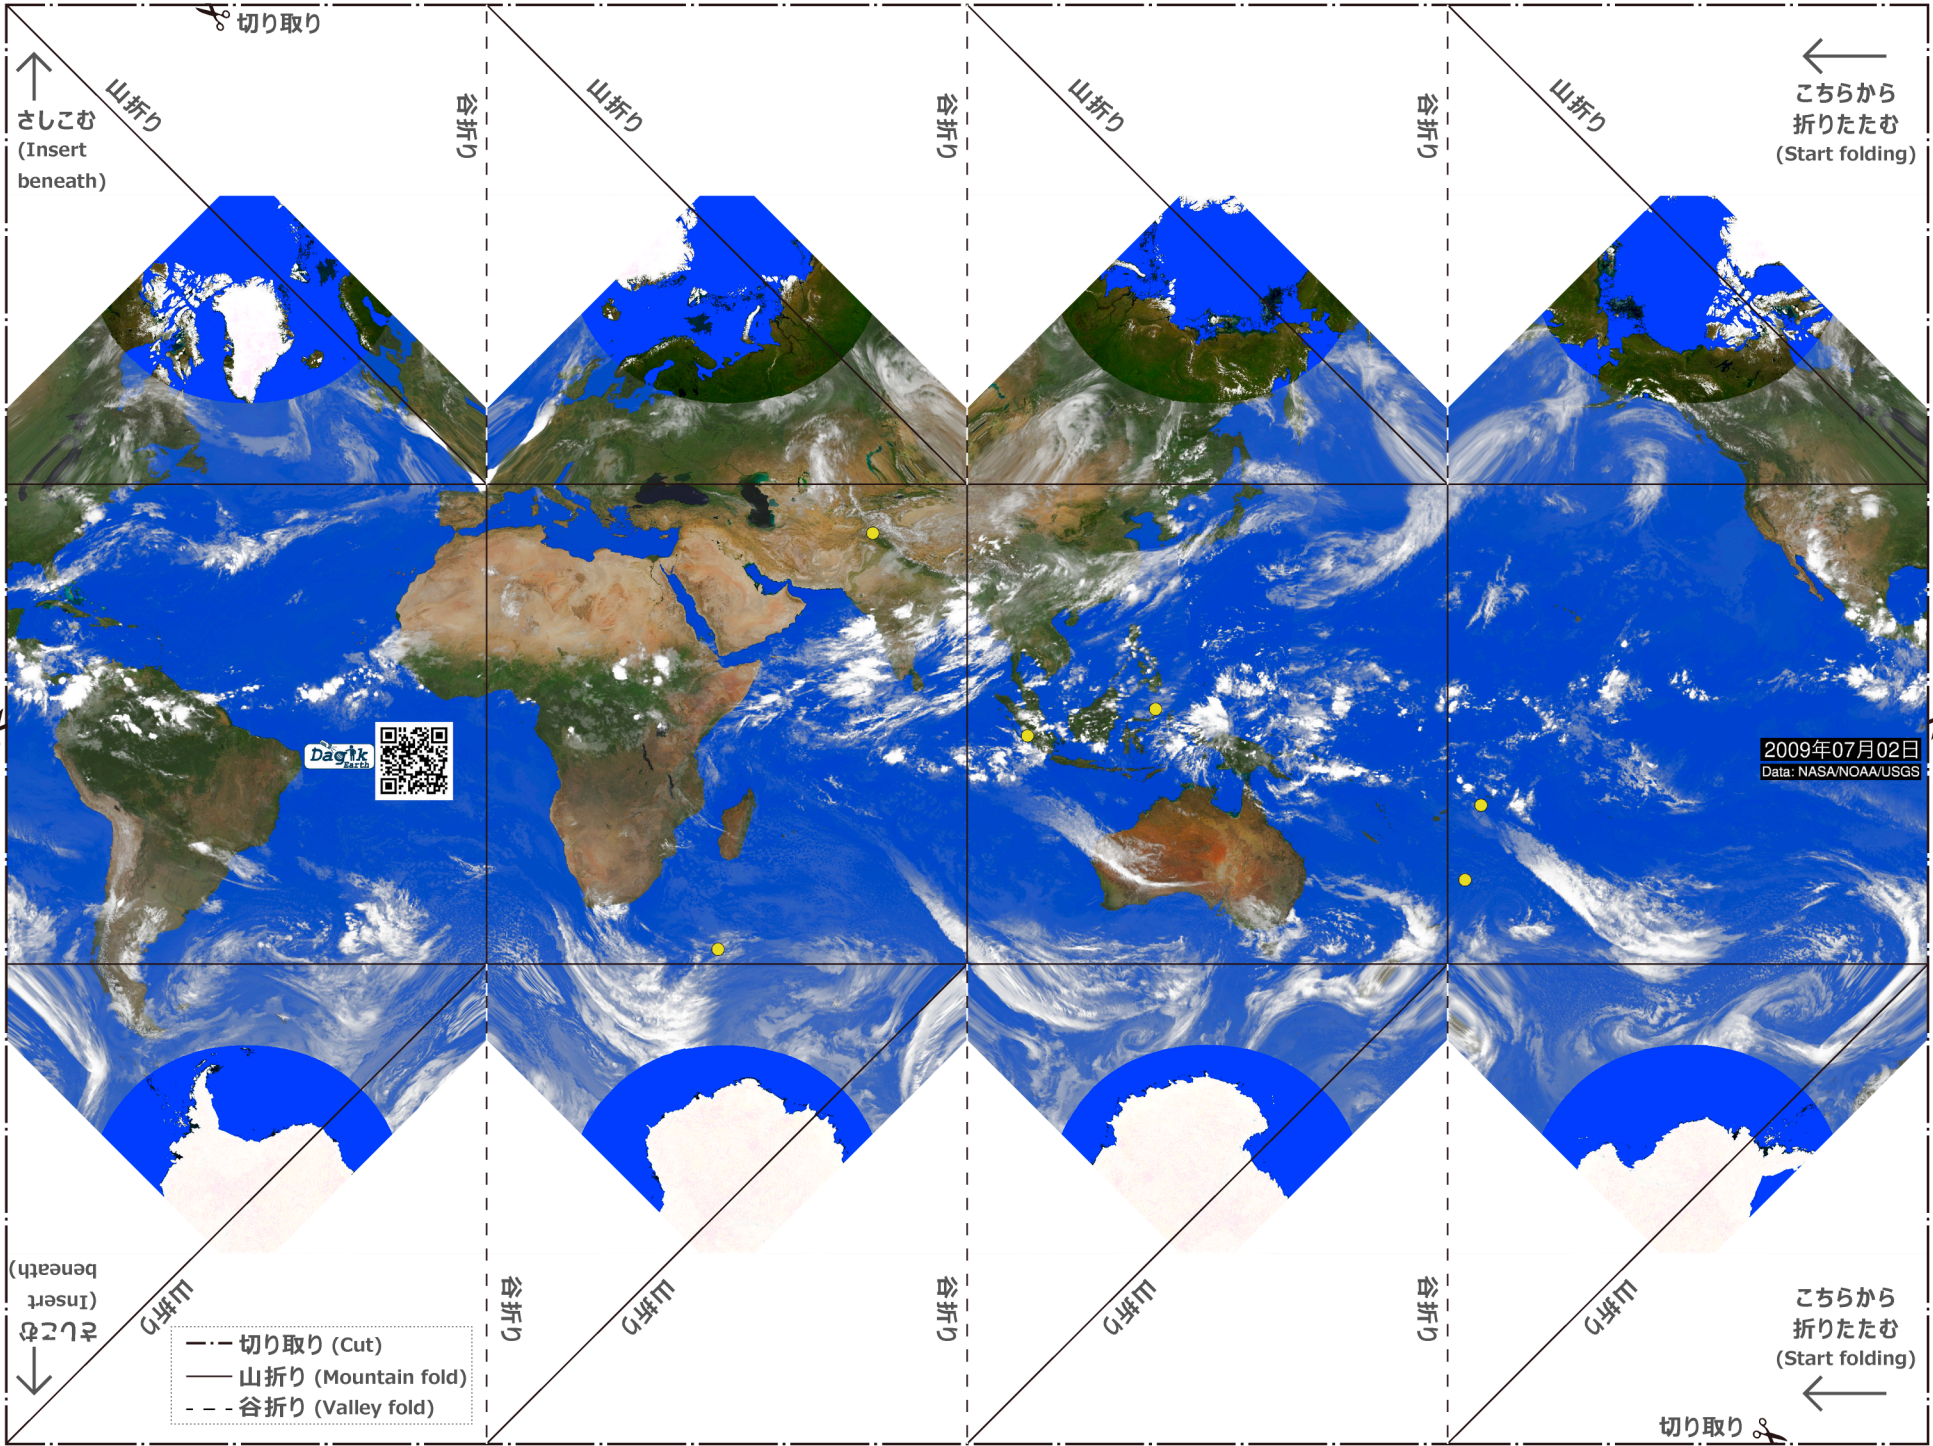 切り取り
こちらから
折りたたむ
(Start folding)
さしこむ
(Insert
beneath)
山折り
谷折り
山折り
谷折り
山折り
谷折り
山折り
Dagik
Earth
2009年07月02日
Data: NASA/NOAA/USGS
さしこむ
(Insert
beneath)
山折り
谷折り
山折り
谷折り
山折り
谷折り
山折り
こちらから
折りたたむ
(Start folding)
切り取り (Cut)
山折り (Mountain fold)
谷折り (Valley fold)
切り取り